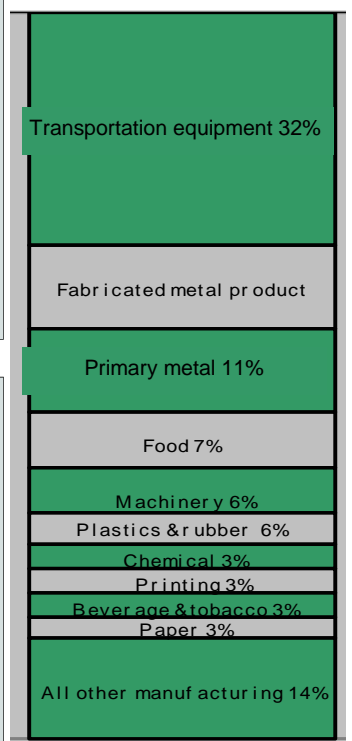 Transportation equipment 32%
Fabricated metal product
Primary metal 11%
Food 7%
Machinery 6%
Plastics & rubber 6%
Chemical 3%
Printing 3%
Beverage & tobacco 3%
Paper 3%
All other manufacturing 14%